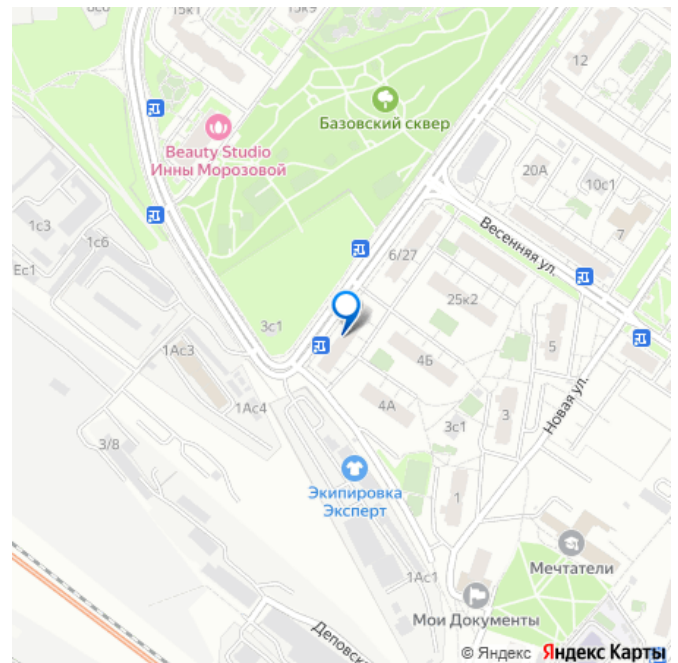 15к1
Базовский сквер
Beauty Studio
Инны Морозовой
12
20А
10с1
7
1с3
1с6
Ес1
6/27
Весенняя ул.
25к2
3с1
5
1Ас3
4Б
1Ас4
4А
3
3с1
Новая ул.
3/8
Экипировка
Эксперт
1
Мечтатели
1Ас1
Мои Документы
© Яндекс Яндекс Карты